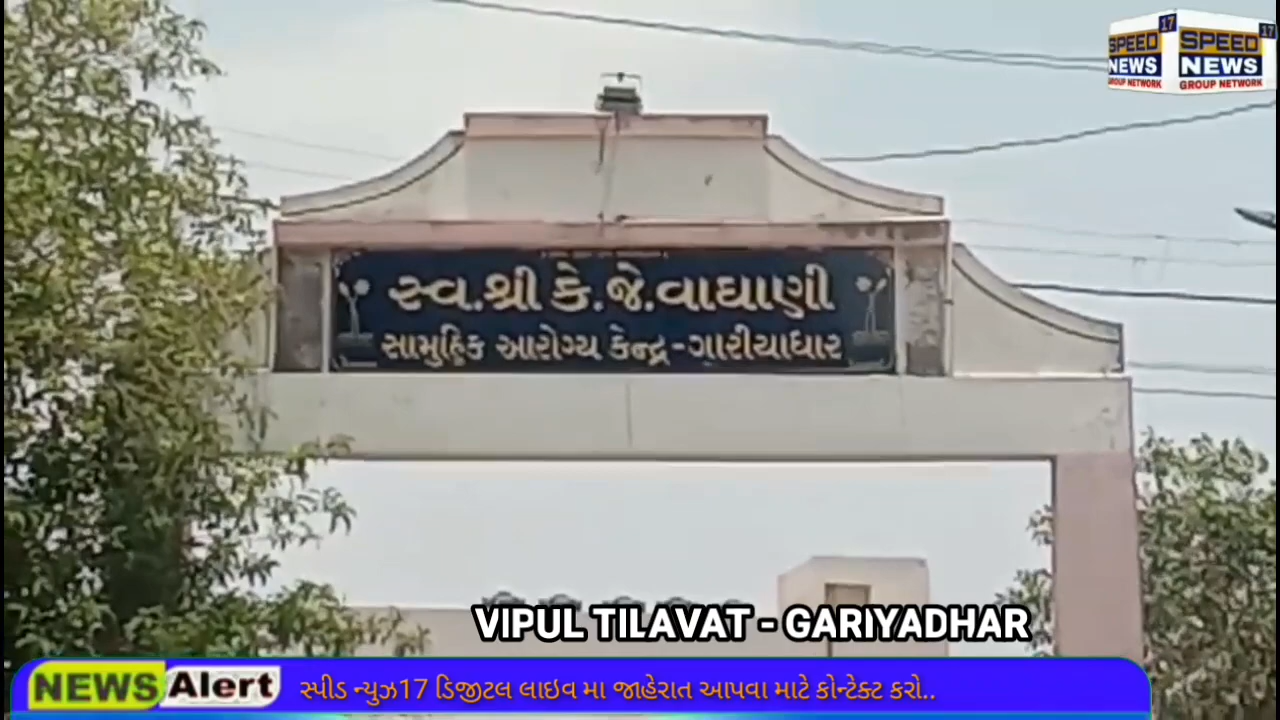 17 17
SPEED SPEED
NEWS NEWS
GROUP NETWORK GROUP NETWORK
સ્વ.શ્રી કે.જે.વાઘાણી
સામુહિક આરોગ્ય કેન્દ્ર-ગારીયાધાર
VIPUL TILAVAT - GARIYADHAR
NEWS Alert સ્પીડ ન્યુઝ17 ડિજીટલ લાઇવ મા જાહેરાત આપવા માટે કોન્ટેક્ટ કરો..